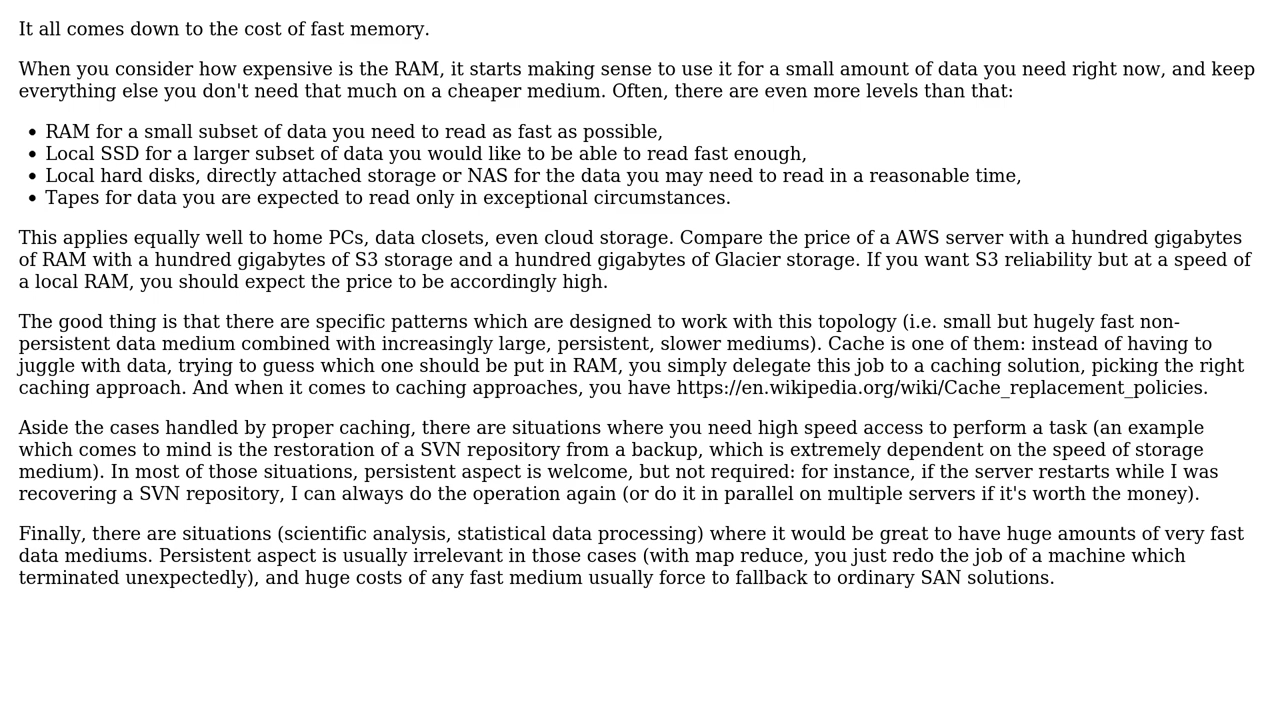 It all comes down to the cost of fast memory.
When you consider how expensive is the RAM, it starts making sense to use it for a small amount of data you need right now, and keep
everything else you don't need that much on a cheaper medium. Often, there are even more levels than that:
• RAM for a small subset of data you need to read as fast as possible,
• Local SSD for a larger subset of data you would like to be able to read fast enough,
• Local hard disks, directly attached storage or NAS for the data you may need to read in a reasonable time,
• Tapes for data you are expected to read only in exceptional circumstances.
This applies equally well to home PCs, data closets, even cloud storage. Compare the price of a AWS server with a hundred gigabytes
of RAM with a hundred gigabytes of S3 storage and a hundred gigabytes of Glacier storage. If you want S3 reliability but at a speed of
a local RAM, you should expect the price to be accordingly high.
The good thing is that there are specific patterns which are designed to work with this topology (i.e. small but hugely fast non-
persistent data medium combined with increasingly large, persistent, slower mediums). Cache is one of them: instead of having to
juggle with data, trying to guess which one should be put in RAM, you simply delegate this job to a caching solution, picking the right
caching approach. And when it comes to caching approaches, you have https://en.wikipedia.org/wiki/Cache_replacement_policies.
Aside the cases handled by proper caching, there are situations where you need high speed access to perform a task (an example
which comes to mind is the restoration of a SVN repository from a backup, which is extremely dependent on the speed of storage
medium). In most of those situations, persistent aspect is welcome, but not required: for instance, if the server restarts while I was
recovering a SVN repository, I can always do the operation again (or do it in parallel on multiple servers if it's worth the money).
Finally, there are situations (scientific analysis, statistical data processing) where it would be great to have huge amounts of very fast
data mediums. Persistent aspect is usually irrelevant in those cases (with map reduce, you just redo the job of a machine which
terminated unexpectedly), and huge costs of any fast medium usually force to fallback to ordinary SAN solutions.